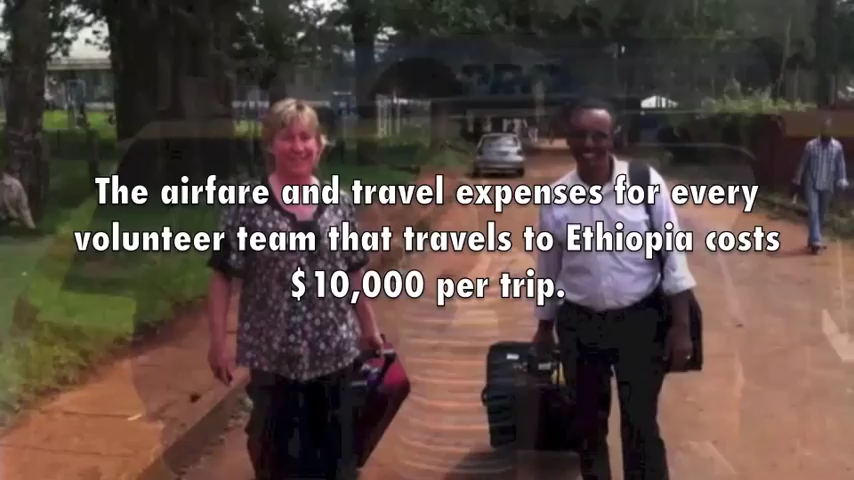 The airfare and travel expenses for every
volunteer team that travels to Ethiopia costs
$10,000 per trip.